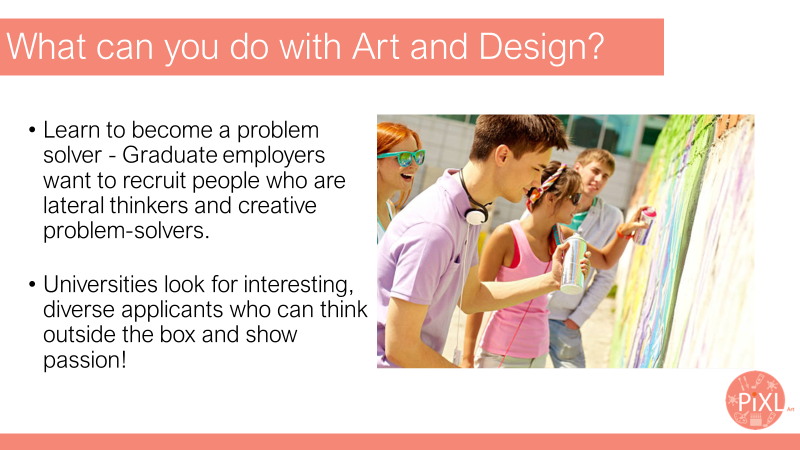 What can you do with Art and Design?
• Learn to become a problem
solver - Graduate employers
want to recruit people who are
lateral thinkers and creative
problem-solvers.
• Universities look for interesting,
diverse applicants who can think
outside the box and show
passion!
PiXL Art